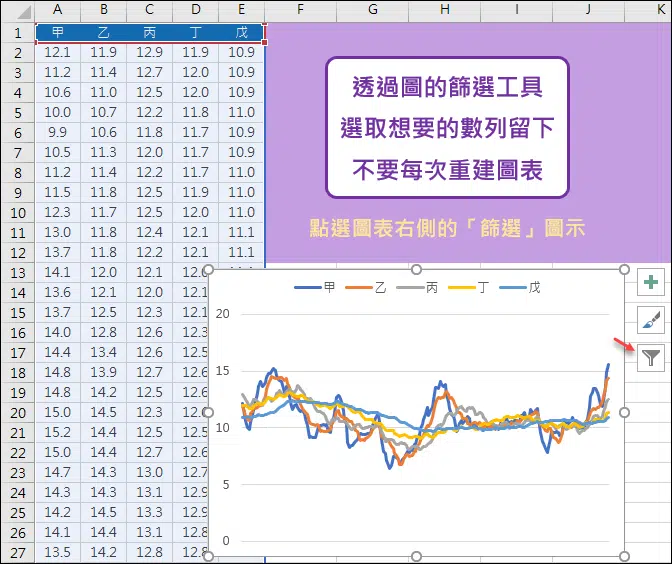 A B C D E F G H I J K
1 甲 乙 丙 丁 戊
2 12.1 11.9 12.9 11.9 10.9
3 11.2 11.4 12.7 12.0 10.9
4 10.6 11.0 12.5 12.0 10.9
5 10.0 10.7 12.2 11.8 11.0
6 9.9 10.6 11.8 11.7 10.9
7 10.5 11.3 12.0 11.7 10.9
8 11.2 11.4 12.2 11.7 11.0
9 11.5 11.8 12.5 11.9 11.0
10 12.3 11.7 12.5 12.0 11.0
11 13.0 11.8 12.4 12.1 11.1
12 13.7 11.8 12.2 12.1 11.1
13 14.1 12.0 12.1 12.0
14 13.6 12.1 12.0 12.1
15 13.7 12.5 12.3 12.1
16 14.0 12.8 12.6 12.3
17 14.4 13.4 12.6 12.5
18 14.8 13.9 12.7 12.6
19 14.8 14.2 12.5 12.6
20 15.0 14.5 12.3 12.6
21 15.1 14.4 12.5 12.5
22 15.0 14.4 12.7 12.6
23 14.7 14.3 13.0 12.7
24 14.3 14.3 13.1 12.9
25 14.2 14.5 13.3 12.9
26 14.1 14.4 13.1 12.8
27 13.5 14.2 12.8 12.8
透過圖的篩選工具
選取想要的數列留下
不要每次重建圖表
點選圖表右側的「篩選」圖示
甲 乙 丙 丁 戊
20
15
10
5
0